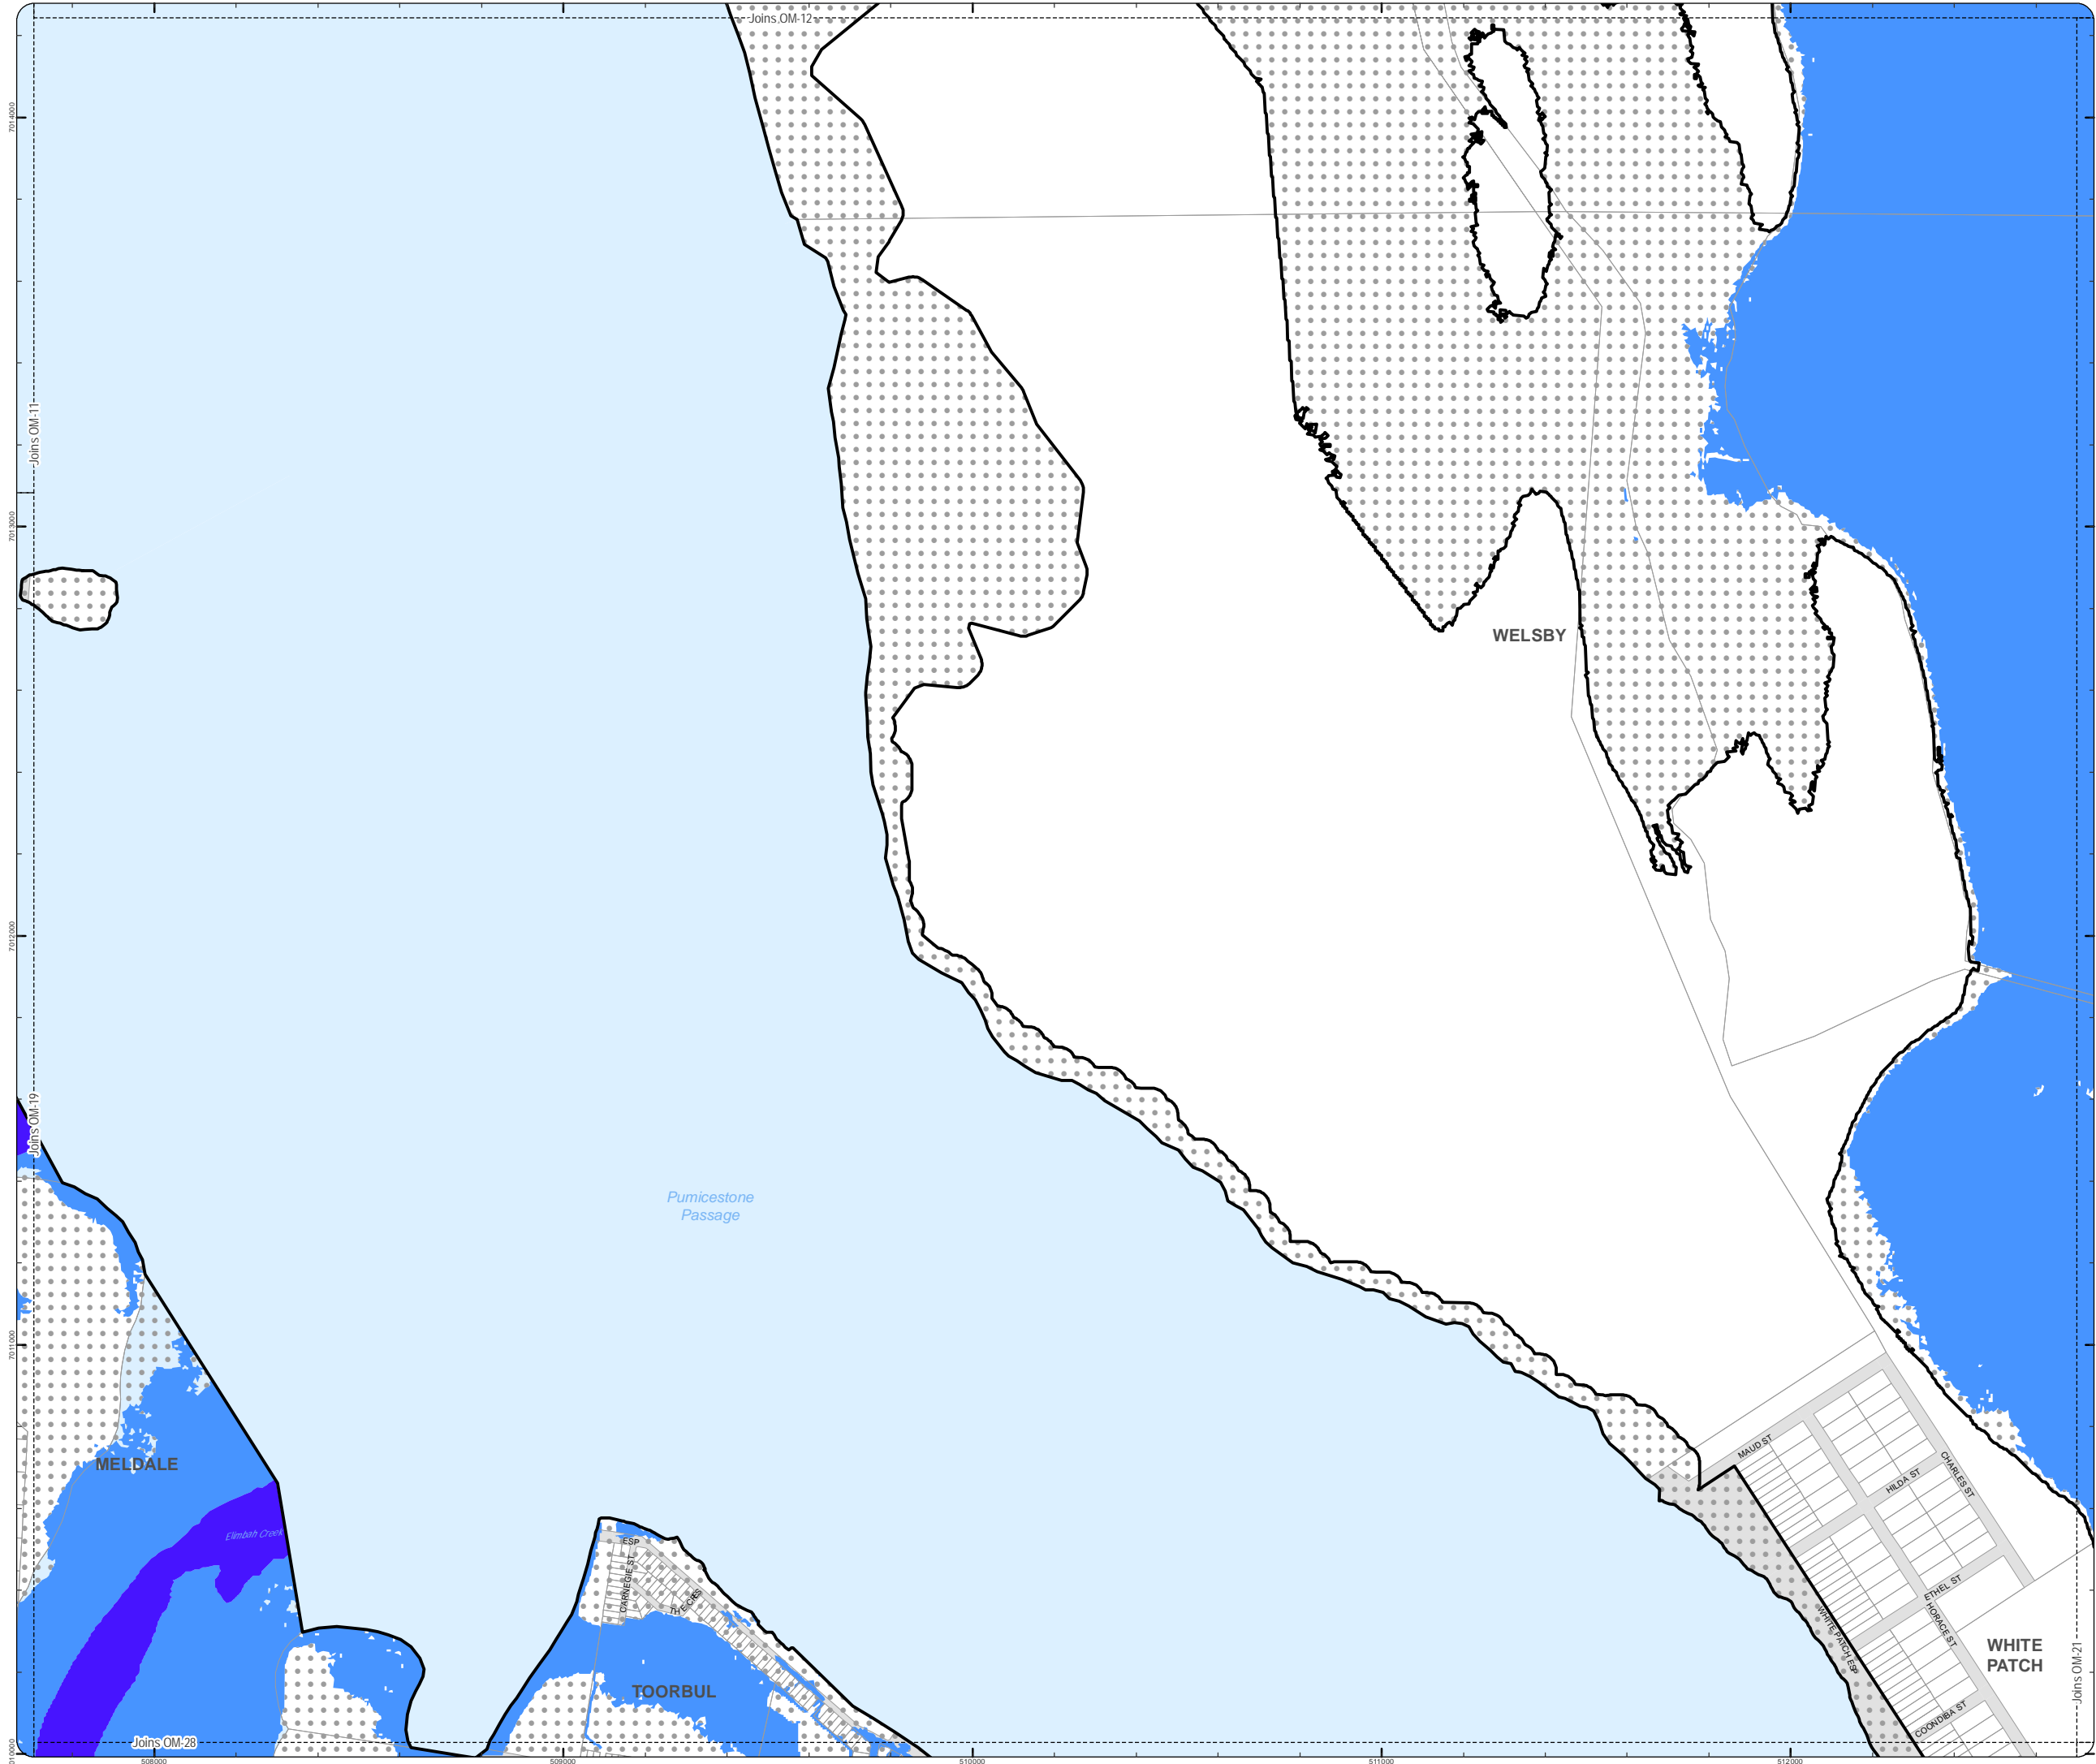 Joins OM-12
7014000
Joins OM-11
7013000
WELSBY
7012000
Joins OM-19
Pumicestone
Passage
7011000
MAUD ST
CHARLES ST
HILDA ST
MELDALE
Elimbah Creek
ESP
CARNEGIE ST
THE CRES
ETHEL ST
HORACE ST
WHITE PATCH ESP
WHITE
PATCH
Joins OM-21
TOORBUL
COONDIBA ST
Joins OM-28
508000
509000
510000
511000
512000